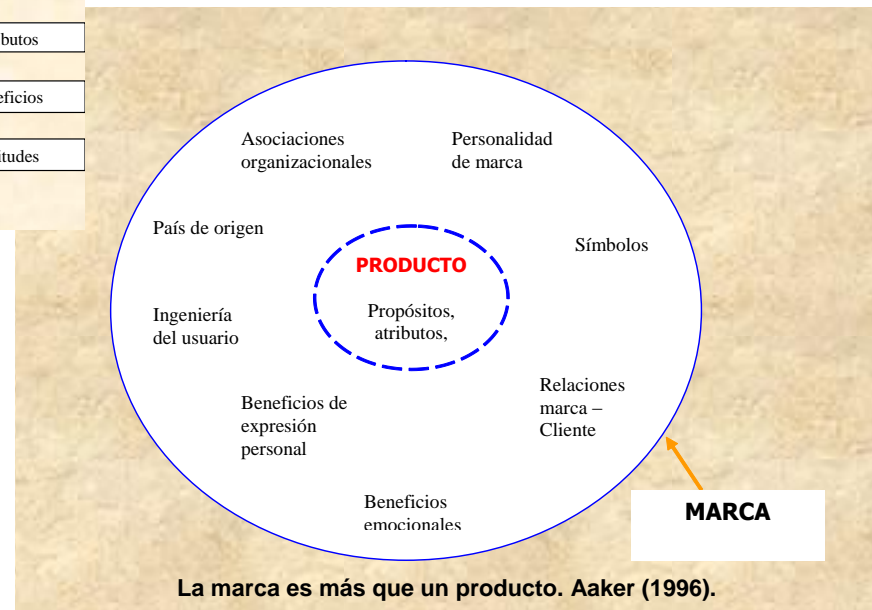 butos
eficios
itudes
Asociaciones
organizacionales
Personalidad
de marca
País de origen
Símbolos
PRODUCTO
Propósitos,
atributos,
Ingeniería
del usuario
Relaciones
marca –
Cliente
Beneficios de
expresión
personal
Beneficios
emocionales
MARCA
La marca es más que un producto. Aaker (1996).